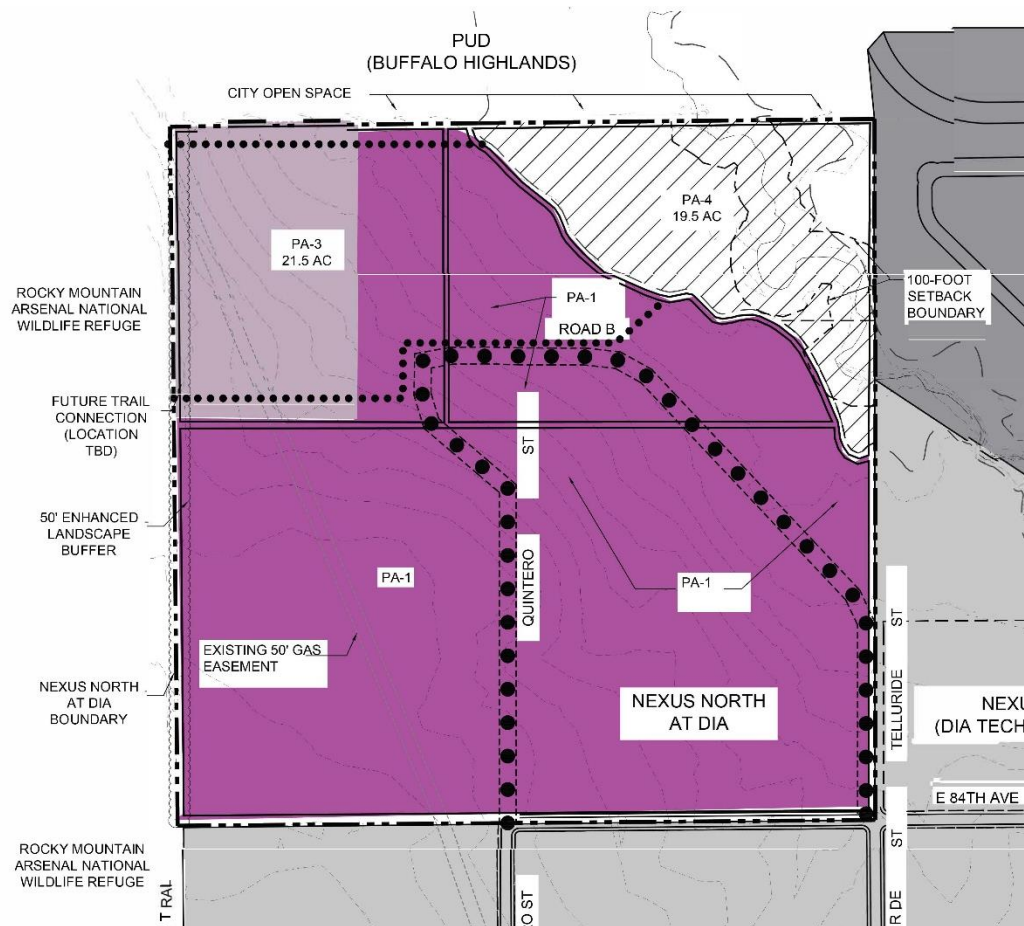 PUD
(BUFFALO HIGHLANDS)
CITY OPEN SPACE
PA-4
19.5 AC
PA-3
21.5 AC
100-FOOT
SETBACK
BOUNDARY
ROCKY MOUNTAIN
ARSENAL NATIONAL
WILDLIFE REFUGE
PA-1
ROAD B
FUTURE TRAIL
CONNECTION
(LOCATION
TBD)
ST
50' ENHANCED
LANDSCAPE
BUFFER
QUINTERO
PA-1
PA-1
EXISTING 50' GAS
EASEMENT
ST
TELLURIDE
NEXUS NORTH
AT DIA
BOUNDARY
NEXUS NORTH
AT DIA
NEXU
(DIA TECH
E 84TH AVE
ROCKY MOUNTAIN
ARSENAL NATIONAL
WILDLIFE REFUGE
T RAL
O ST
ST
R DE